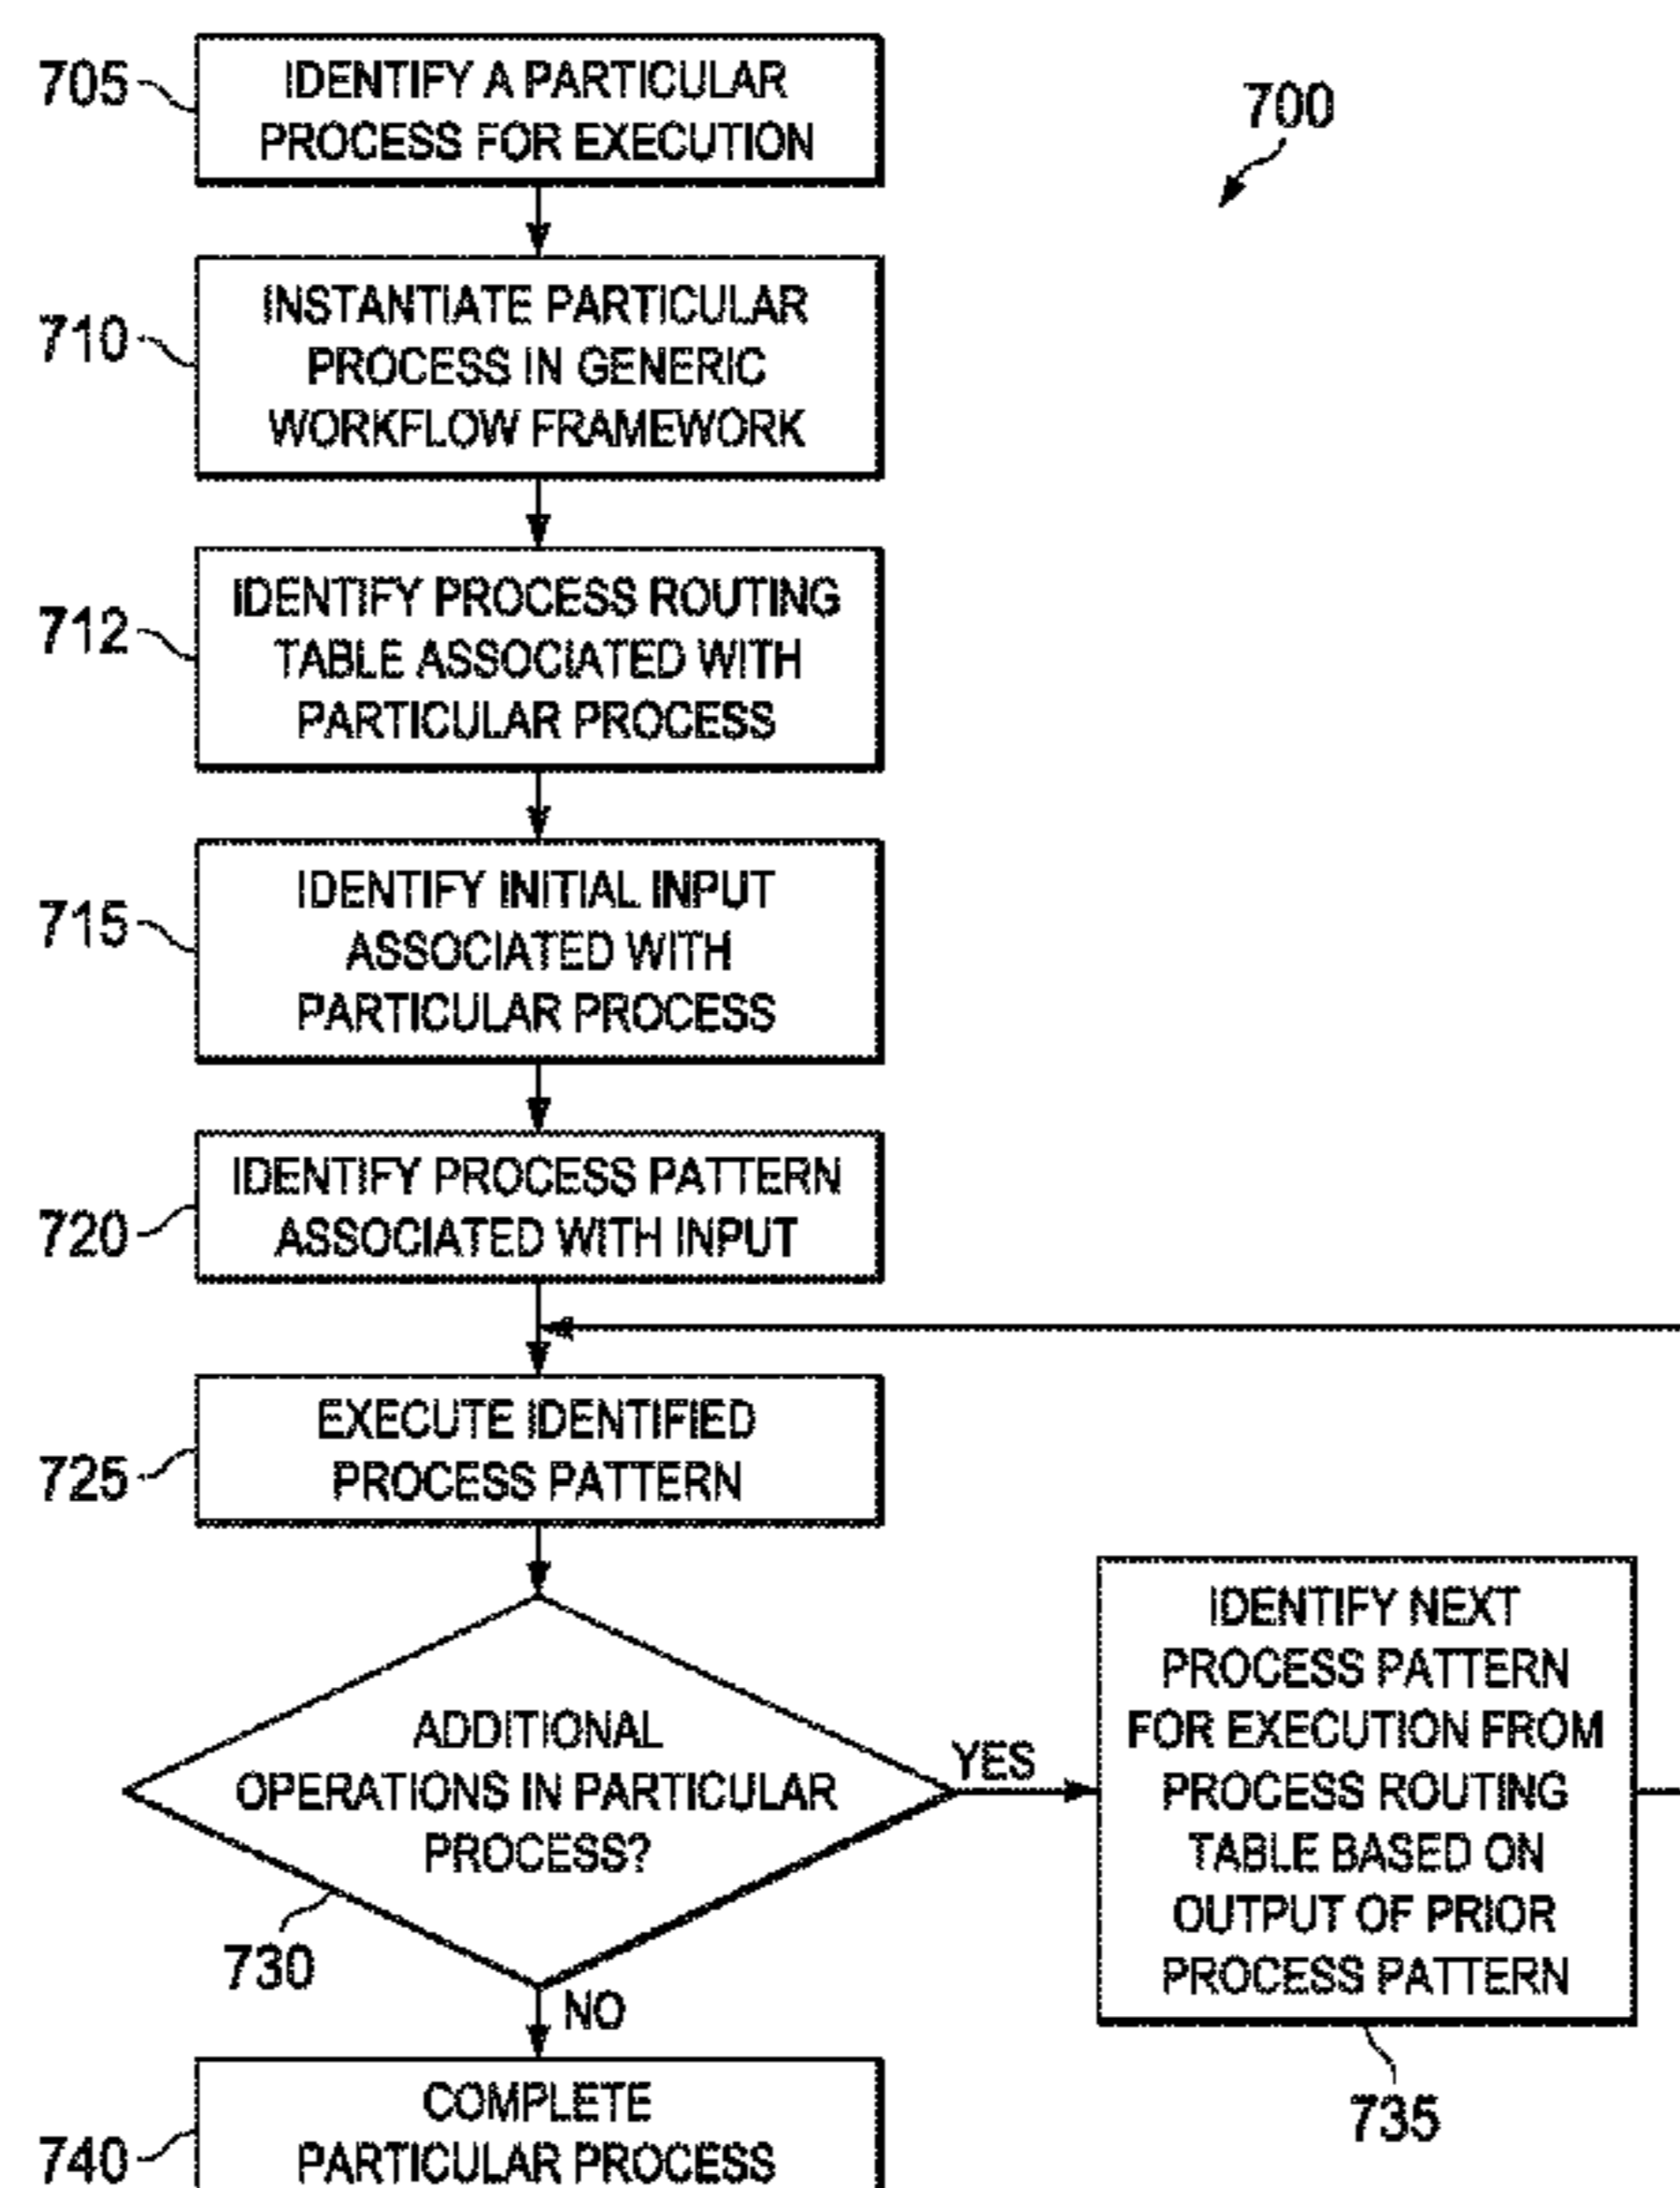 705
IDENTIFY A PARTICULAR
PROCESS FOR EXECUTION
700
710
INSTANTIATE PARTICULAR
PROCESS IN GENERIC
WORKFLOW FRAMEWORK
712
IDENTIFY PROCESS ROUTING
TABLE ASSOCIATED WITH
PARTICULAR PROCESS
715
IDENTIFY INITIAL INPUT
ASSOCIATED WITH
PARTICULAR PROCESS
720
IDENTIFY PROCESS PATTERN
ASSOCIATED WITH INPUT
725
EXECUTE IDENTIFIED
PROCESS PATTERN
ADDITIONAL
OPERATIONS IN PARTICULAR
PROCESS?
730
YES
IDENTIFY NEXT
PROCESS PATTERN
FOR EXECUTION FROM
PROCESS ROUTING
TABLE BASED ON
OUTPUT OF PRIOR
PROCESS PATTERN
735
NO
740
COMPLETE
PARTICULAR PROCESS